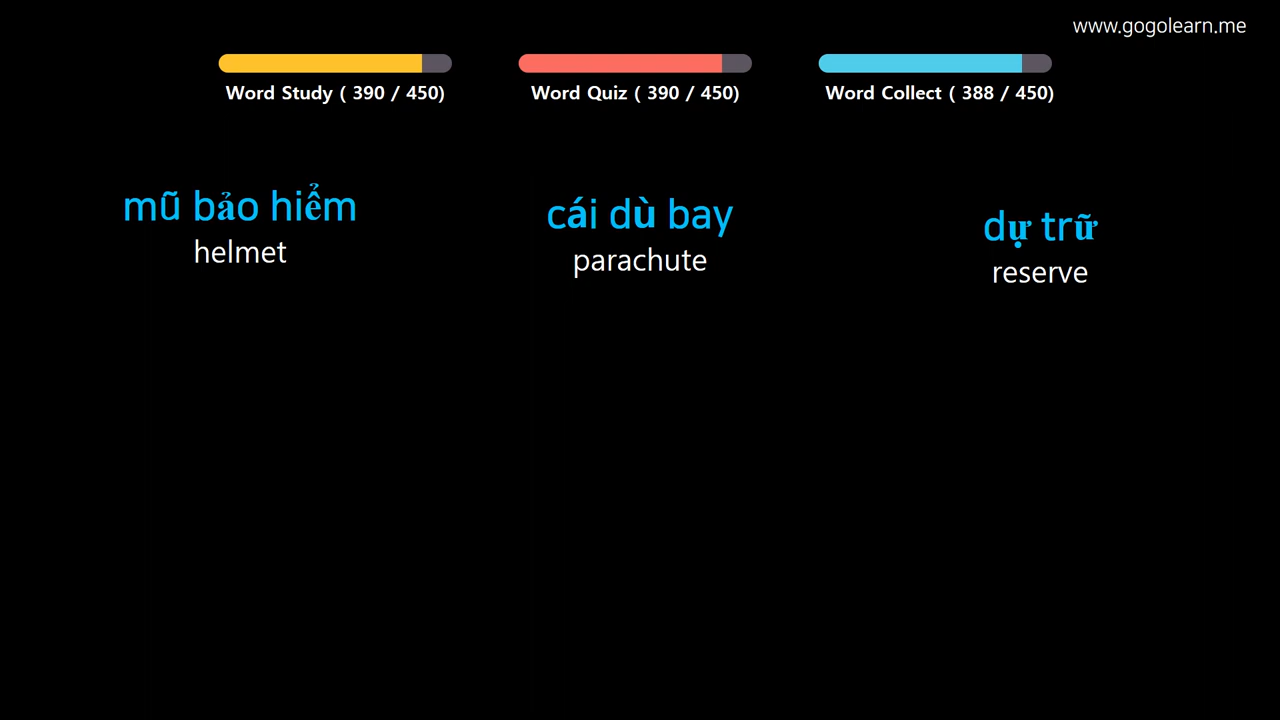 www.gogolearn.me
Word Study ( 390 / 450)
Word Quiz ( 390 / 450)
Word Collect ( 388 / 450)
mũ bảo hiểm
helmet
cái dù bay
parachute
dự trữ
reserve